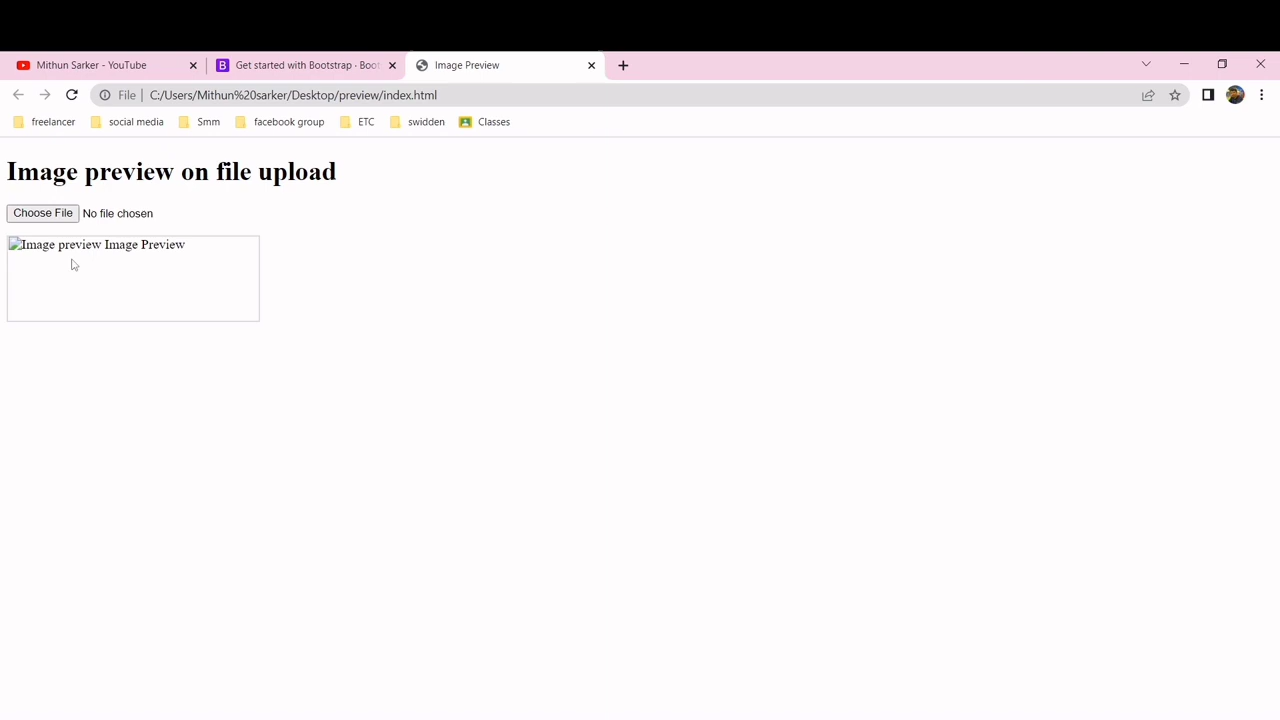 Mithun Sarker - YouTube
Get started with Bootstrap · Boot
Image Preview
File
C:/Users/Mithun%20sarker/Desktop/preview/index.html
freelancer
social media
Smm
facebook group
ETC
swidden
Classes
Image preview on file upload
Choose File No file chosen
Image preview Image Preview